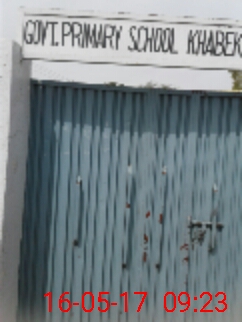 GOVT. PRIMARY SCHOOL KHABEK
16-05-17 09:23